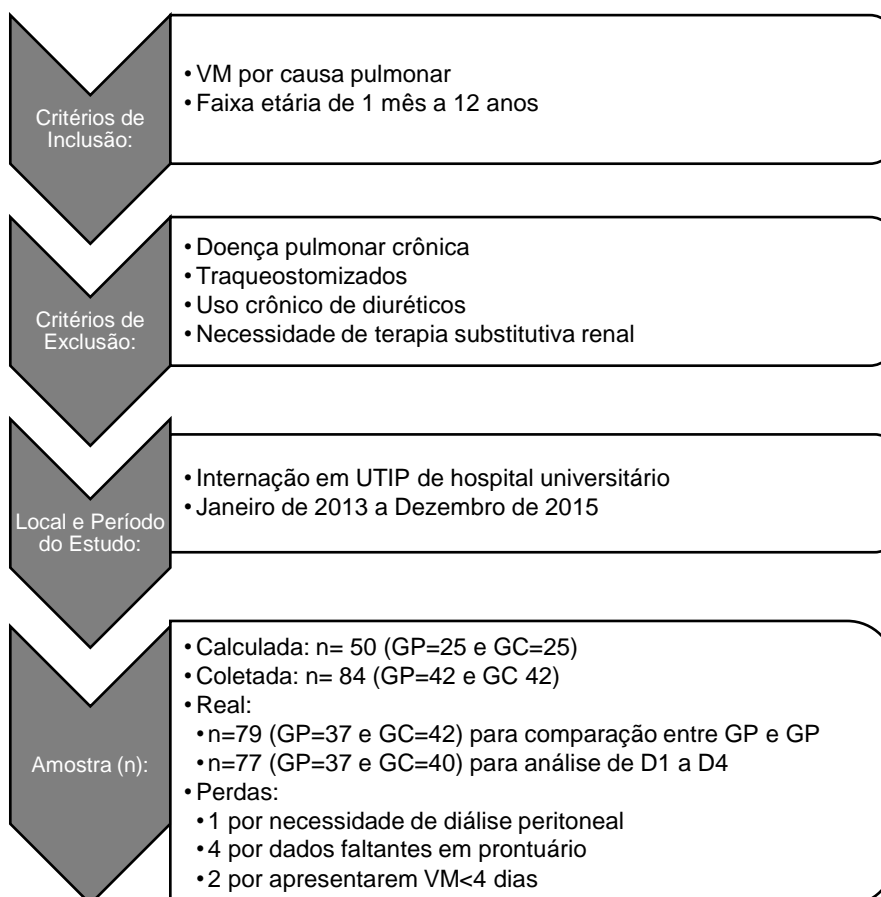 Critérios de
Inclusão:
• VM por causa pulmonar
• Faixa etária de 1 mês a 12 anos
Critérios de
Exclusão:
• Doença pulmonar crônica
• Traqueostomizados
• Uso crônico de diuréticos
• Necessidade de terapia substitutiva renal
Local e Período
do Estudo:
• Internação em UTIP de hospital universitário
• Janeiro de 2013 a Dezembro de 2015
Amostra (n):
• Calculada: n= 50 (GP=25 e GC=25)
• Coletada: n= 84 (GP=42 e GC 42)
• Real:
• n=79 (GP=37 e GC=42) para comparação entre GP e GP
• n=77 (GP=37 e GC=40) para análise de D1 a D4
• Perdas:
• 1 por necessidade de diálise peritoneal
• 4 por dados faltantes em prontuário
• 2 por apresentarem VM<4 dias